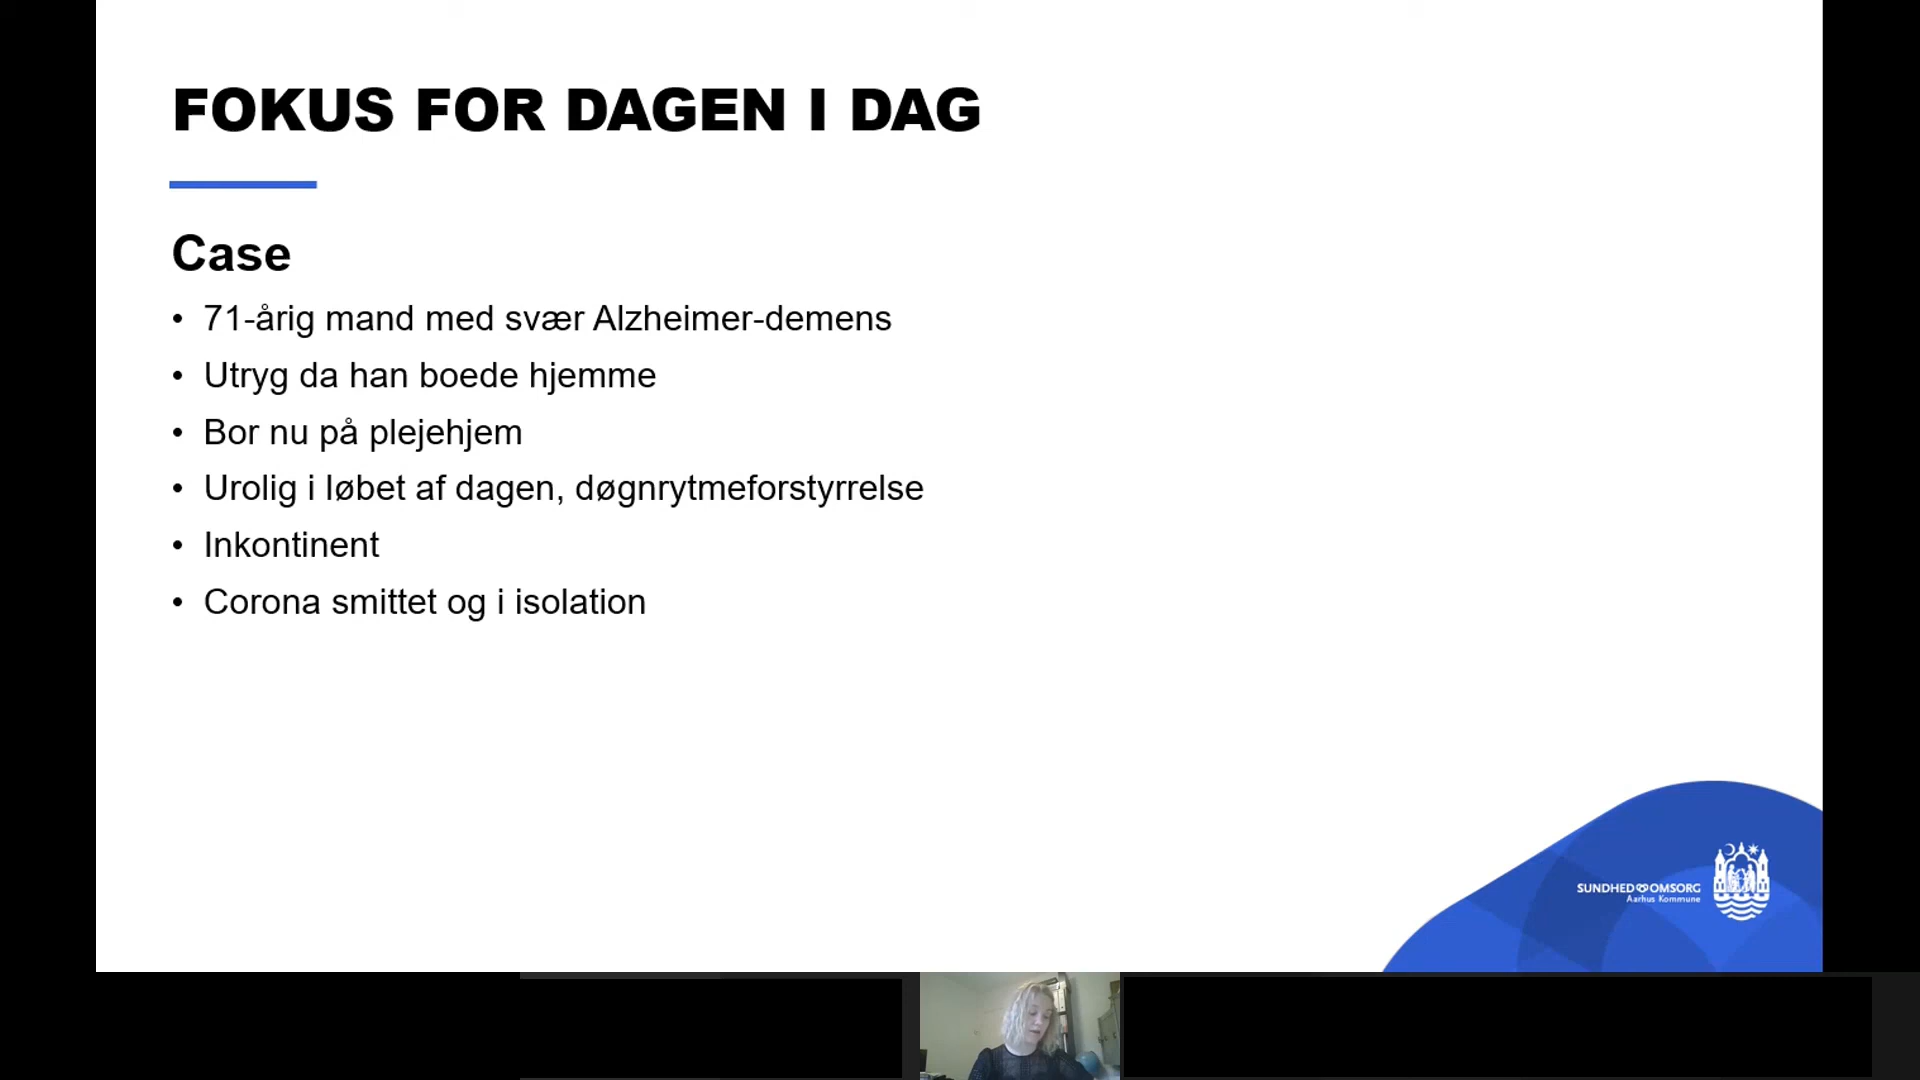 FOKUS FOR DAGEN I DAG
Case
• 71-årig mand med svær Alzheimer-demens
• Utryg da han boede hjemme
• Bor nu på plejehjem
• Urolig i løbet af dagen, døgnrytmeforstyrrelse
• Inkontinent
• Corona smittet og i isolation
SUNDHED OMSORG
Aarhus Kommune